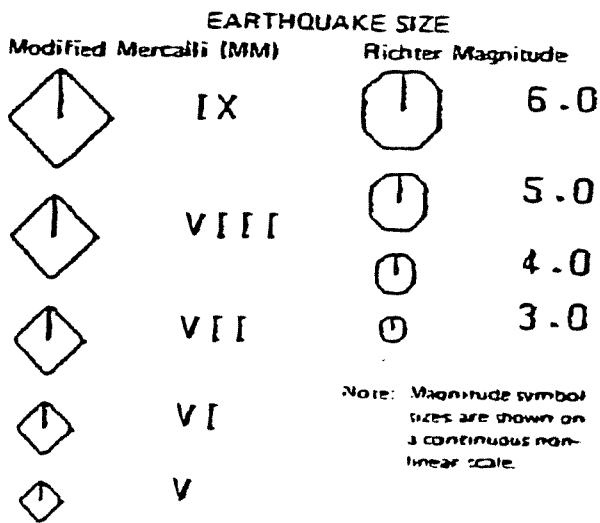 EARTHQUAKE SIZE
Modified Mercalli (MM)
Richter Magnitude
IX
VIII
VII
VI
V
6.0
5.0
4.0
3.0
Note: Magnitude symbol
sizes are shown on
a continuous non-
linear scale.